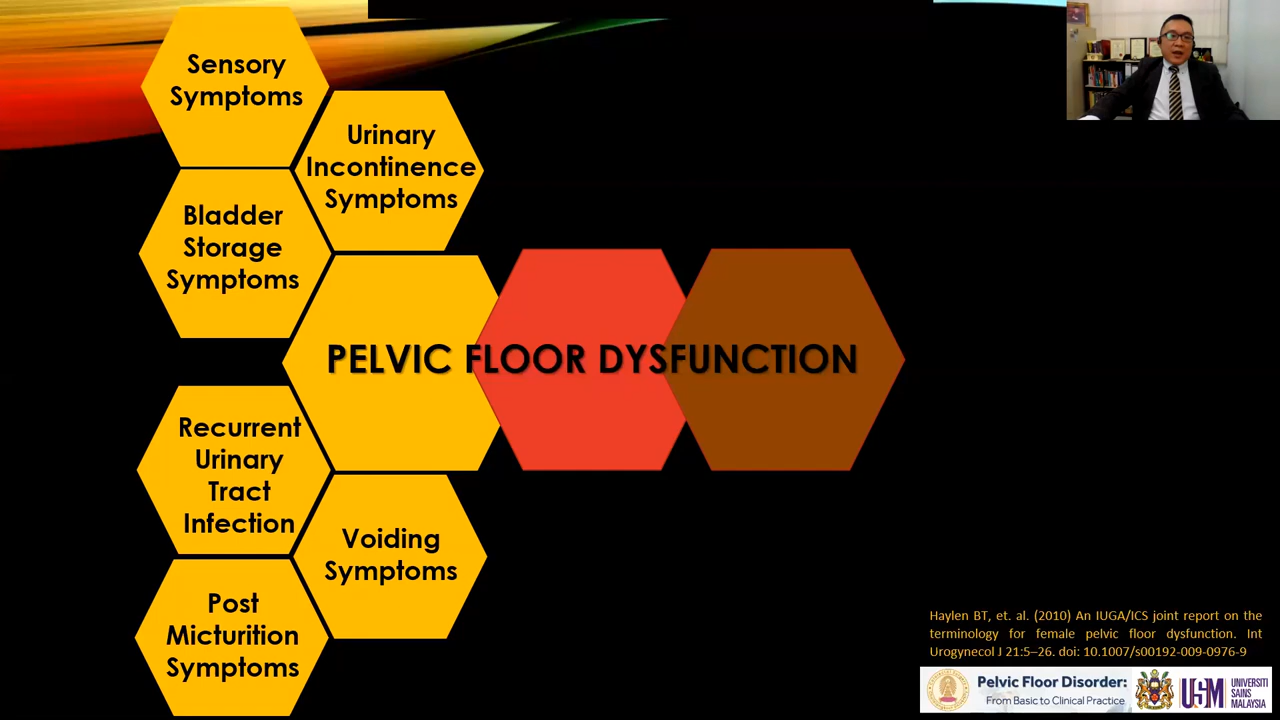 Sensory
Symptoms
Urinary
Incontinence
Symptoms
Bladder
Storage
Symptoms
PELVIC FLOOR DYSFUNCTION
Recurrent
Urinary
Tract
Infection
Voiding
Symptoms
Post
Micturition
Symptoms
Haylen BT, et. al. (2010) An IUGA/ICS joint report on the
terminology for female pelvic floor dysfunction. Int
Urogynecol J 21:5–26. doi: 10.1007/s00192-009-0976-9
Pelvic Floor Disorder:
From Basic to Clinical Practice
USM
UNIVERSITI
SAINS
MALAYSIA